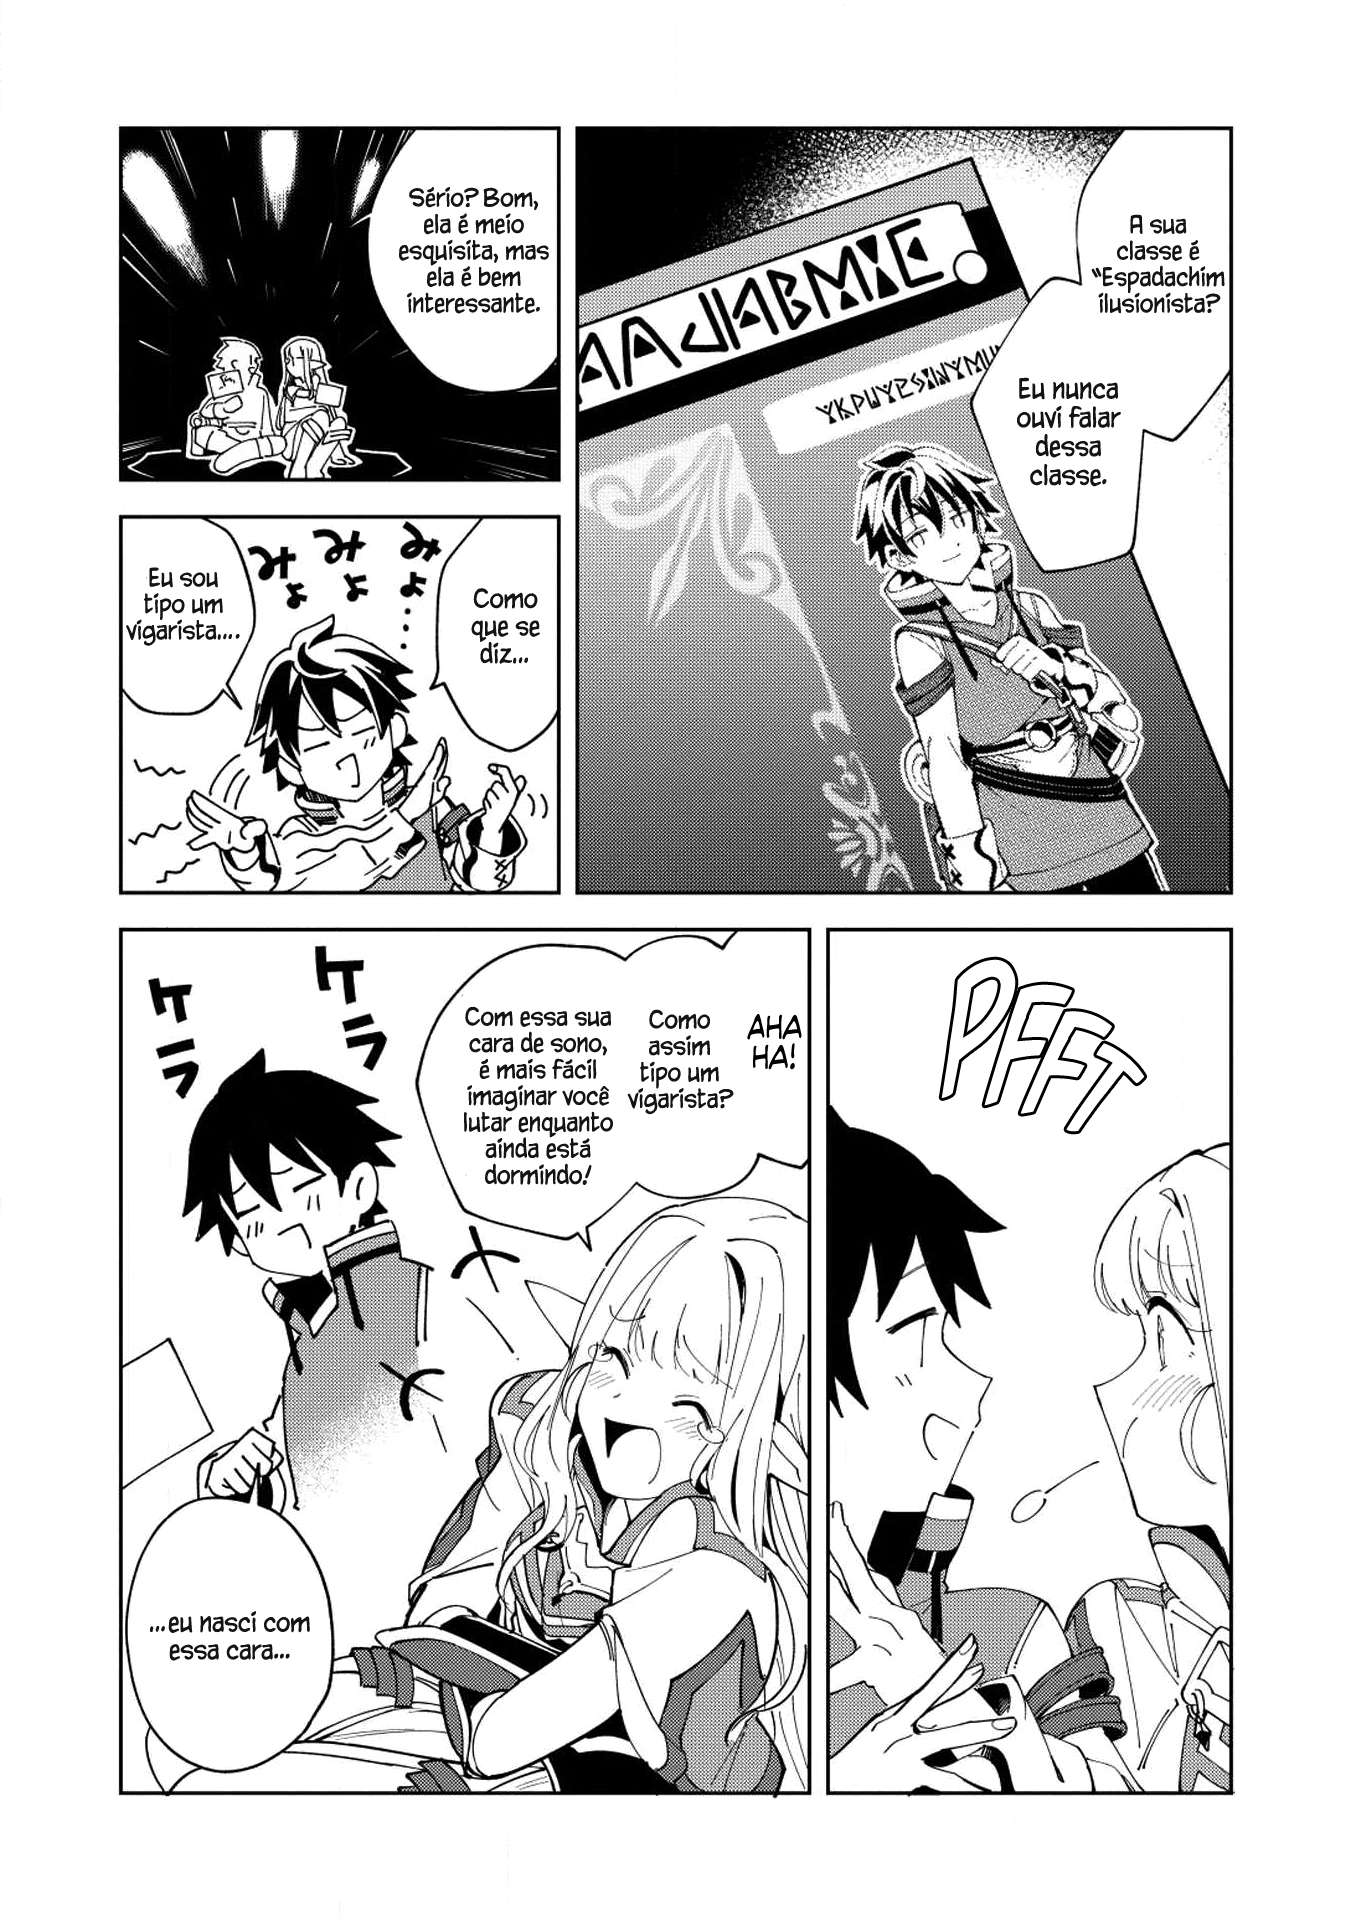 A sua
classe é
“Espadachim
ilusionista?
Eu nunca
ouvi falar
dessa
classe.
Sério? Bom,
ela é meio
esquisita, mas
ela é bem
interessante.
Como
que se
diz...
みょ
みょ
みょ...
Eu sou
tipo um
vigarista....
PFFT
AHA
HA!
Como
assim
tipo um
vigarista?
Com essa sua
cara de sono,
é mais fácil
imaginar você
lutar enquanto
ainda está
dormindo!
ケラ
ケラ
...eu nasci com
essa cara...